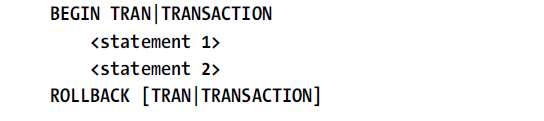 BEGIN TRAN|TRANSACTION
<statement 1>
<statement 2>
ROLLBACK [TRAN|TRANSACTION]